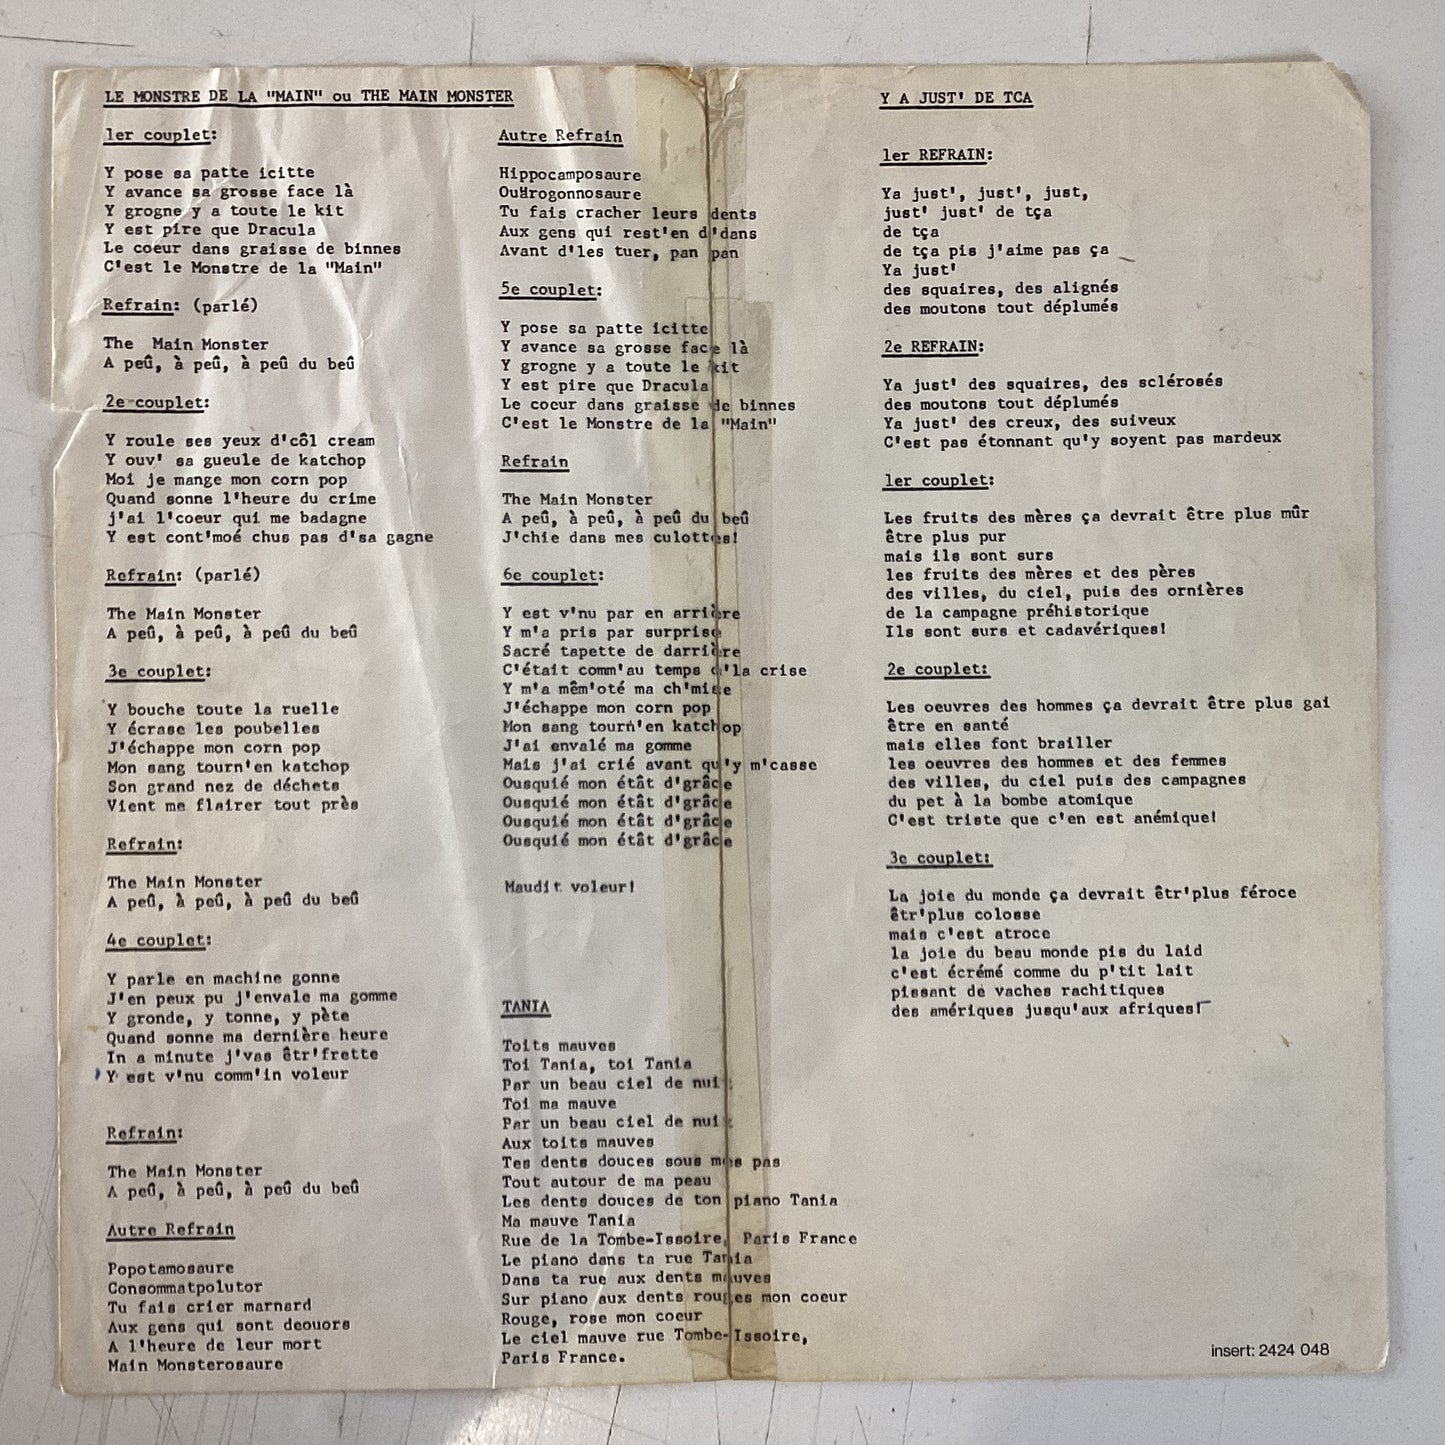 LE MONSTRE DE LA "MAIN" ou THE MAIN MONSTER
1er couplet:
Y pose sa patte icitte
Y avance sa grosse face là
Y grogne y a toute le kit
Y est pire que Dracula
Le coeur dans graisse de binnes
C'est le Monstre de la "Main"
Refrain: (parlé)
The Main Monster
A peû, à peû, à peû du beû
2e couplet:
Y roule ses yeux d'côl cream
Y ouv' sa gueule de katchop
Moi je mange mon corn pop
Quand sonne l'heure du crime
j'ai l'coeur qui me badagne
Y est cont'moé chus pas d'sa gagne
Refrain: (parlé)
The Main Monster
A peû, à peû, à peû du beû
3e couplet:
Y bouche toute la ruelle
Y écrase les poubelles
J'échappe mon corn pop
Mon sang tourn'en katchop
Son grand nez de déchets
Vient me flairer tout près
Refrain:
The Main Monster
A peû, à peû, à peû du beû
4e couplet:
Y parle en machine gonne
J'en peux pu j'envale ma gomme
Y gronde, y tonne, y pète
Quand sonne ma dernière heure
In a minute j'vas êtr'frette
Y est v'nu comm'in voleur
Refrain:
The Main Monster
A peû, à peû, à peû du beû
Autre Refrain
Popotamosaure
Consommatpolutor
Tu fais crier marnard
Aux gens qui sont deouors
A l'heure de leur mort
Main Monsterosaure
Autre Refrain
Hippocamposaure
Tu fais cracher leurs dents
Aux gens qui rest'en d'dans
Avant d'les tuer, pan pan
5e couplet:
Y pose sa patte icitte
Y avance sa grosse face là
Y grogne y a toute le kit
Y est pire que Dracula
Le coeur dans graisse de binnes
C'est le Monstre de la "Main"
Refrain
The Main Monster
A peû, à peû, à peû du beû
J'chie dans mes culottes!
6e couplet:
Y est v'nu par en arrière
Y m'a pris par surprise
Sacré tapette de darrière
C'était comm'au temps d'la crise
Y m'a mêm'oté ma ch'mise
J'échappe mon corn pop
Mon sang tourn'en katchop
J'ai envalé ma gomme
Mais j'ai crié avant qu'y m'casse
Ousquié mon étât d'grâce
Ousquié mon étât d'grâce
Ousquié mon étât d'grâce
Ousquié mon étât d'grâce
Maudit voleur!
TANIA
Toits mauves
Toi Tania, toi Tania
Par un beau ciel de nuit
Toi ma mauve
Par un beau ciel de nuit
Aux toits mauves
Tes dents douces sous mes pas
Tout autour de ma peau
Les dents douces de ton piano Tania
Ma mauve Tania
Rue de la Tombe-Issoire, Paris France
Le piano dans ta rue Tania
Dans ta rue aux dents mauves
Sur piano aux dents rouges mon coeur
Rouge, rose mon coeur
Le ciel mauve rue Tombe-Issoire,
Paris France.
Y A JUST' DE TCA
1er REFRAIN:
Ya just', just', just,
just' just' de tça
de tça
de tça pis j'aime pas ça
Ya just'
des squaires, des alignés
des moutons tout déplumés
2e REFRAIN:
Ya just' des squaires, des sclérosés
des moutons tout déplumés
Ya just' des creux, des suiveux
C'est pas étonnant qu'y soyent pas mardeux
1er couplet:
Les fruits des mères ça devrait être plus mûr
être plus pur
mais ils sont surs
les fruits des mères et des pères
des villes, du ciel, puis des ornières
de la campagne préhistorique
Ils sont surs et cadavériques!
2e couplet:
Les oeuvres des hommes ça devrait être plus gai
être en santé
mais elles font brailler
les oeuvres des hommes et des femmes
des villes, du ciel puis des campagnes
du pet à la bombe atomique
C'est triste que c'en est anémique!
3e couplet:
La joie du monde ça devrait êtr'plus féroce
êtr'plus colosse
mais c'est atroce
la joie du beau monde pis du laid
c'est écrémé comme du p'tit lait
pissant de vaches rachitiques
des amériques jusqu'aux afriques!
insert: 2424 048